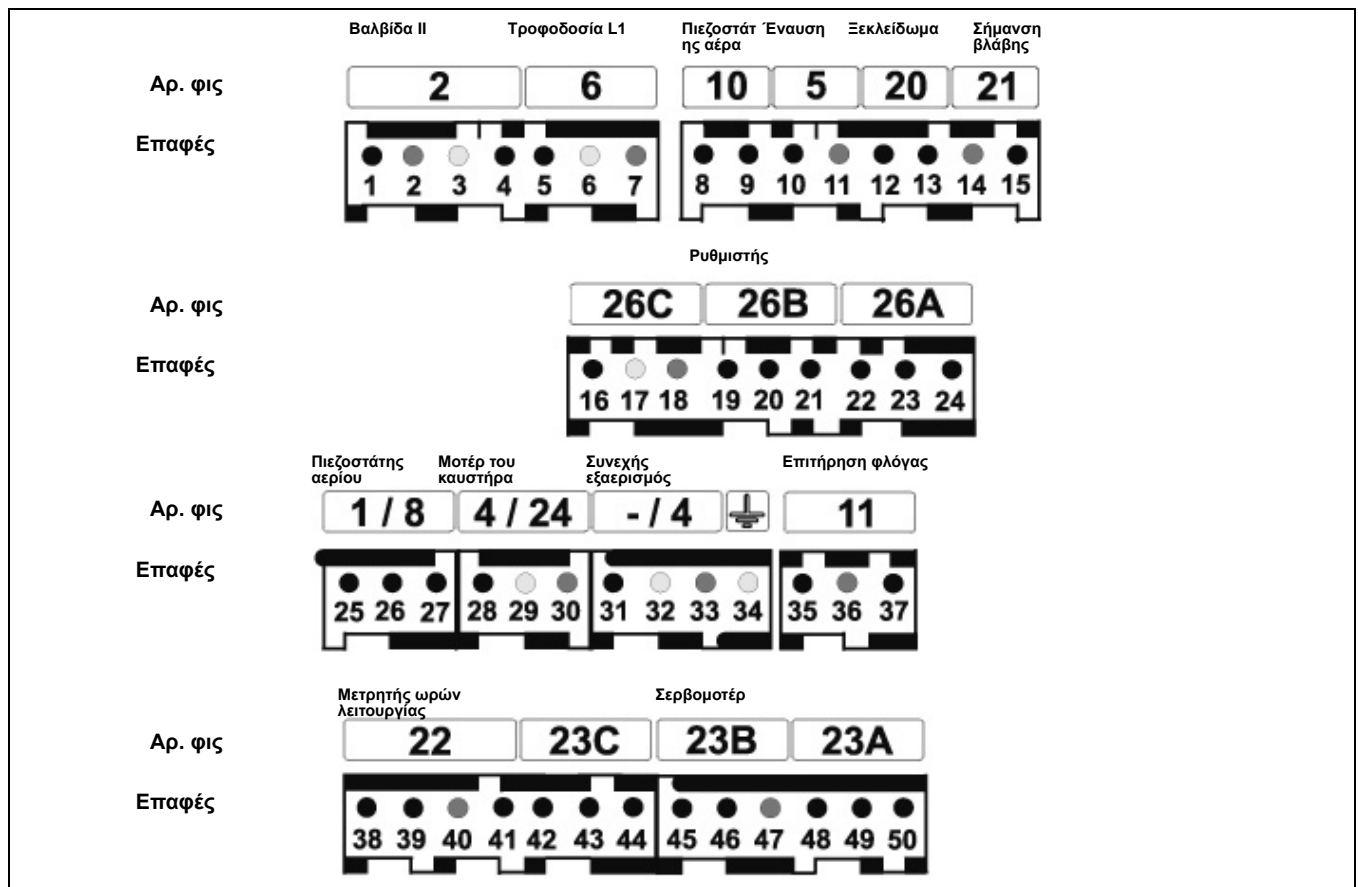 Βαλβίδα II Τροφοδοσία L1 Πιεζοστάτ ης αέρα Έναυση Ξεκλείδωμα Σήμανση βλάβης
Αρ. φις 2 6 10 5 20 21
Επαφές
1 2 3 4 5 6 7 8 9 10 11 12 13 14 15
Ρυθμιστής
Αρ. φις 26C 26B 26A
Επαφές
16 17 18 19 20 21 22 23 24
Πιεζοστάτης αερίου Μοτέρ του καυστήρα Συνεχής εξαερισμός Επιτήρηση φλόγας
Αρ. φις 1 / 8 4 / 24 - / 4 11
Επαφές
25 26 27 28 29 30 31 32 33 34 35 36 37
Μετρητής ωρών λειτουργίας Σερβομοτέρ
Αρ. φις 22 23C 23B 23A
Επαφές
38 39 40 41 42 43 44 45 46 47 48 49 50